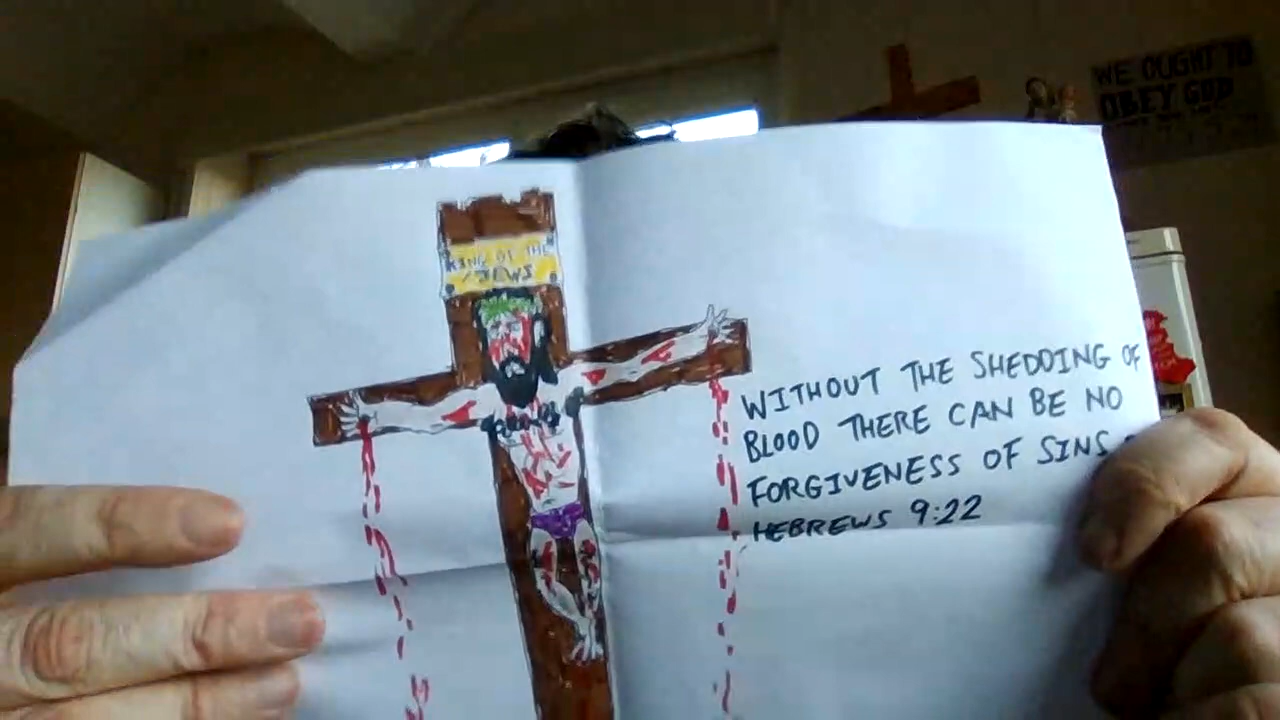 WE OUGHT TO
OBEY GOD
KING OF THE
JEWS
WITHOUT THE SHEDDING OF
BLOOD THERE CAN BE NO
FORGIVENESS OF SINS
HEBREWS 9:22